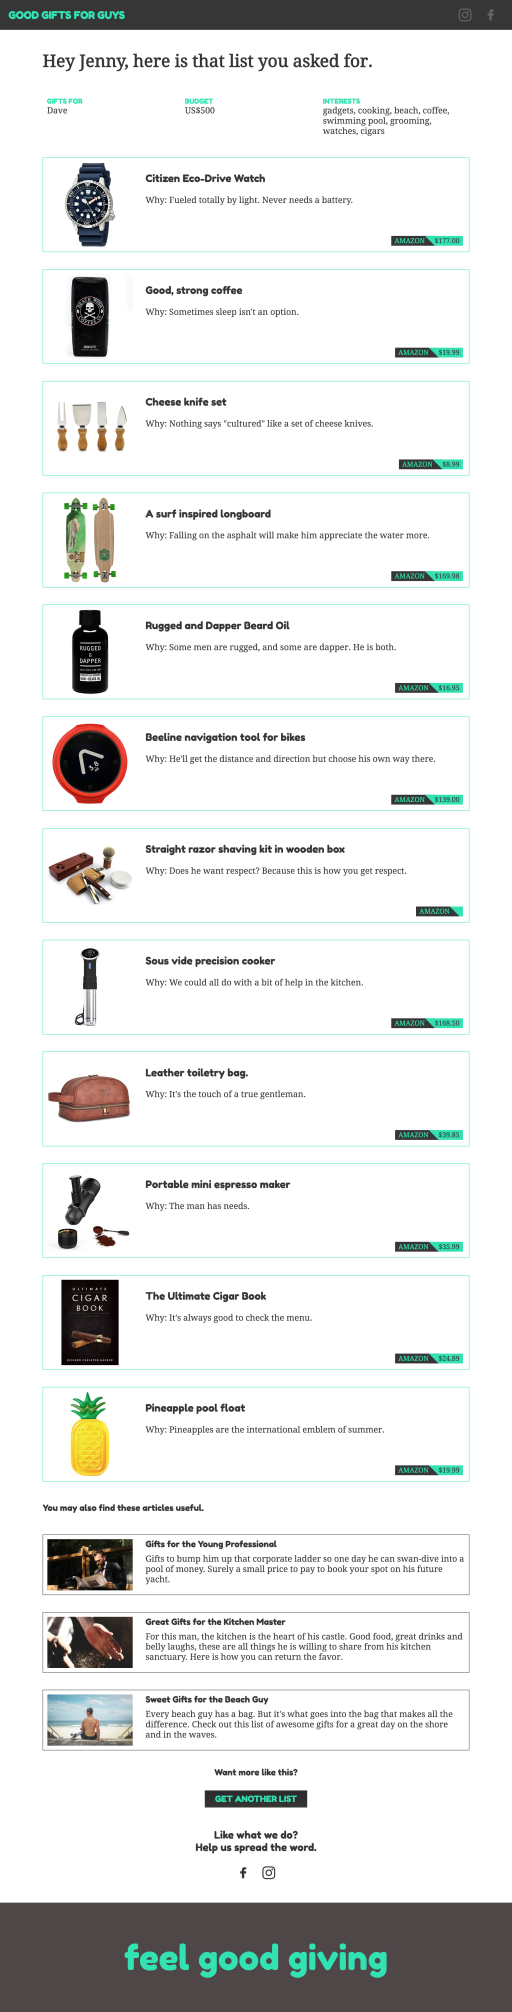 GOOD GIFTS FOR GUYS
Hey Jenny, here is that list you asked for.
GIFTS FOR
Dave
BUDGET
US$500
INTERESTS
gadgets, cooking, beach, coffee,
swimming pool, grooming,
watches, cigars
Citizen Eco-Drive Watch
Why: Fueled totally by light. Never needs a battery.
AMAZON $177.00
Good, strong coffee
Why: Sometimes sleep isn't an option.
AMAZON $19.99
DEATH WISH
COFFEE
Cheese knife set
Why: Nothing says "cultured" like a set of cheese knives.
AMAZON $8.99
A surf inspired longboard
Why: Falling on the asphalt will make him appreciate the water more.
AMAZON $169.98
RUGGED
&
DAPPER
Rugged and Dapper Beard Oil
Why: Some men are rugged, and some are dapper. He is both.
AMAZON $16.95
Beeline navigation tool for bikes
Why: He'll get the distance and direction but choose his own way there.
AMAZON $139.00
Straight razor shaving kit in wooden box
Why: Does he want respect? Because this is how you get respect.
AMAZON
Sous vide precision cooker
Why: We could all do with a bit of help in the kitchen.
AMAZON $168.50
Leather toiletry bag.
Why: It's the touch of a true gentleman.
AMAZON $39.85
Portable mini espresso maker
Why: The man has needs.
AMAZON $35.99
ULTIMATE
CIGAR
BOOK
The Ultimate Cigar Book
Why: It's always good to check the menu.
AMAZON $24.89
Pineapple pool float
Why: Pineapples are the international emblem of summer.
AMAZON $19.99
You may also find these articles useful.
Gifts for the Young Professional
Gifts to bump him up that corporate ladder so one day he can swan-dive into a
pool of money. Surely a small price to pay to book your spot on his future
yacht.
Great Gifts for the Kitchen Master
For this man, the kitchen is the heart of his castle. Good food, great drinks and
belly laughs, these are all things he is willing to share from his kitchen
sanctuary. Here is how you can return the favor.
Sweet Gifts for the Beach Guy
Every beach guy has a bag. But it's what goes into the bag that makes all the
difference. Check out this list of awesome gifts for a great day on the shore
and in the waves.
Want more like this?
GET ANOTHER LIST
Like what we do?
Help us spread the word.
feel good giving